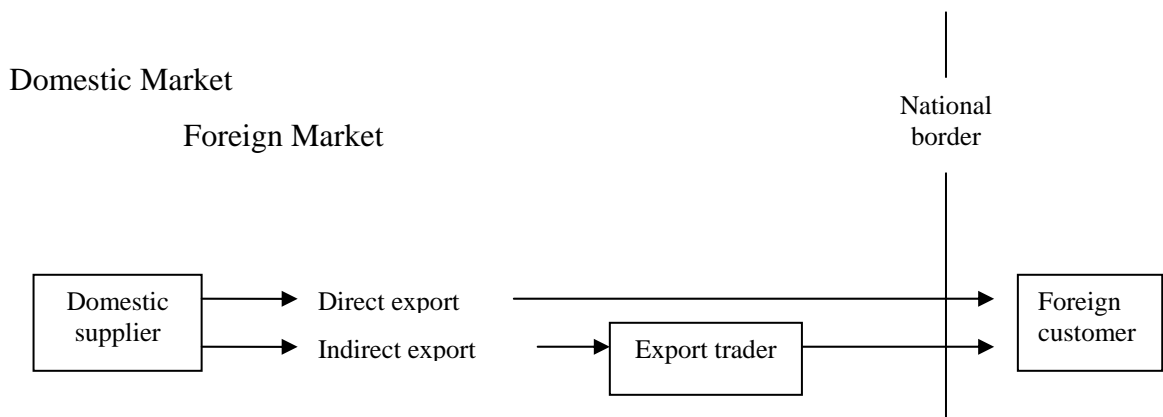 Domestic Market
Foreign Market
National
border
Domestic
supplier
Direct export
Indirect export
Export trader
Foreign
customer